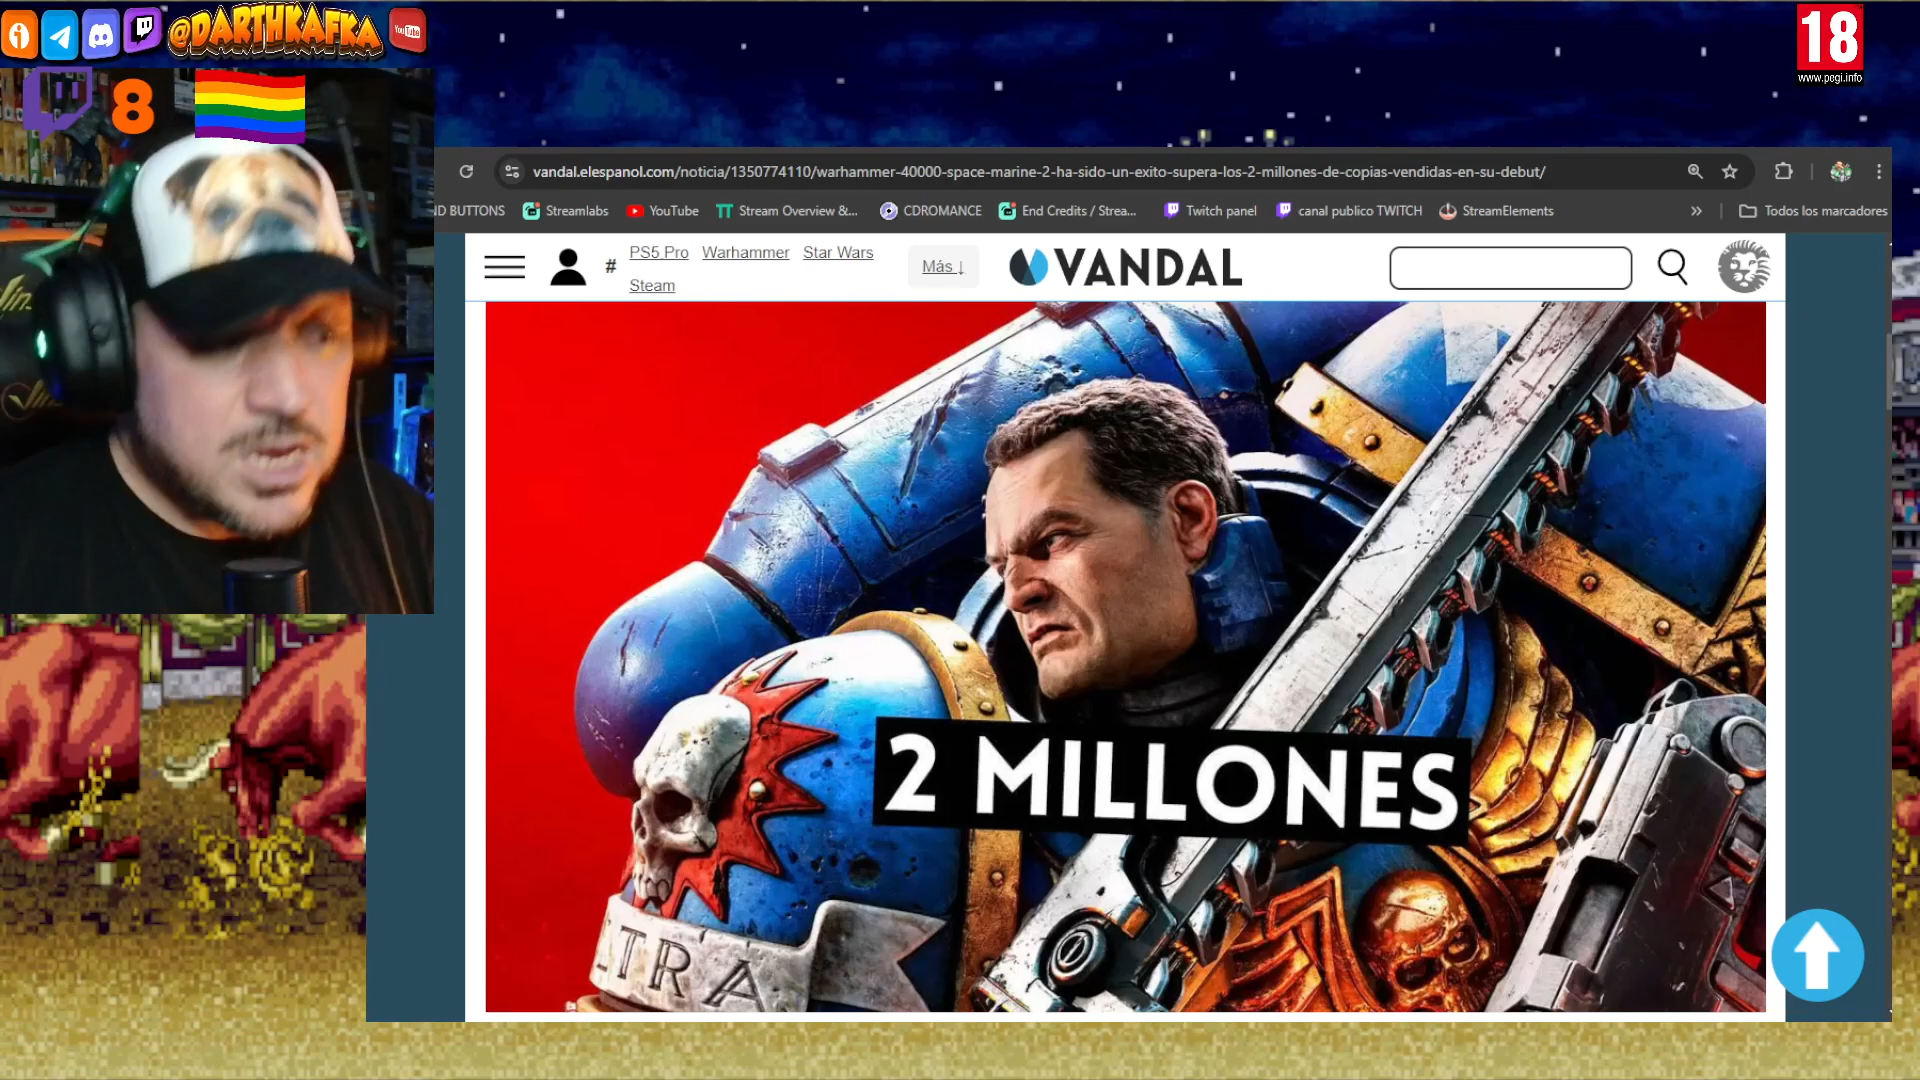 @DARTHKAFKA
YouTube
18
www.pegi.info
8
vandal.elespanol.com/noticia/1350774110/warhammer-40000-space-marine-2-ha-sido-un-exito-supera-los-2-millones-de-copias-vendidas-en-su-debut/
ND BUTTONS Streamlabs YouTube Stream Overview &... CDROMANCE End Credits / Strea... Twitch panel canal publico TWITCH StreamElements » Todos los marcadores
# PS5 Pro Warhammer Star Wars
Steam
Más ↓
VANDAL
2 MILLONES
LTRA